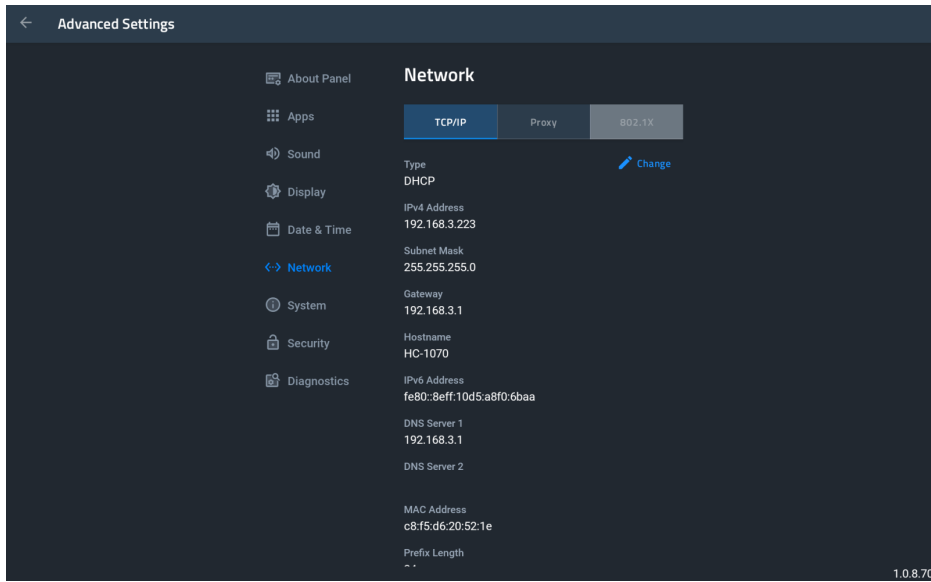 Advanced Settings
About Panel
Apps
Sound
Display
Date & Time
Network
System
Security
Diagnostics
Network
TCP/IP
Proxy
802.1X
Type
DHCP
Change
IPv4 Address
192.168.3.223
Subnet Mask
255.255.255.0
Gateway
192.168.3.1
Hostname
HC-1070
IPv6 Address
fe80::8eff:10d5:a8f0:6baa
DNS Server 1
192.168.3.1
DNS Server 2
MAC Address
c8:f5:d6:20:52:1e
Prefix Length
1.0.8.70